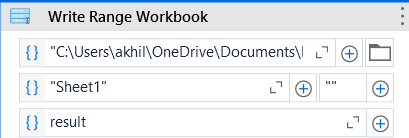 Write Range Workbook
{} "C:\Users\akhil\OneDrive\Documents\
{} "Sheet1" ""
{} result